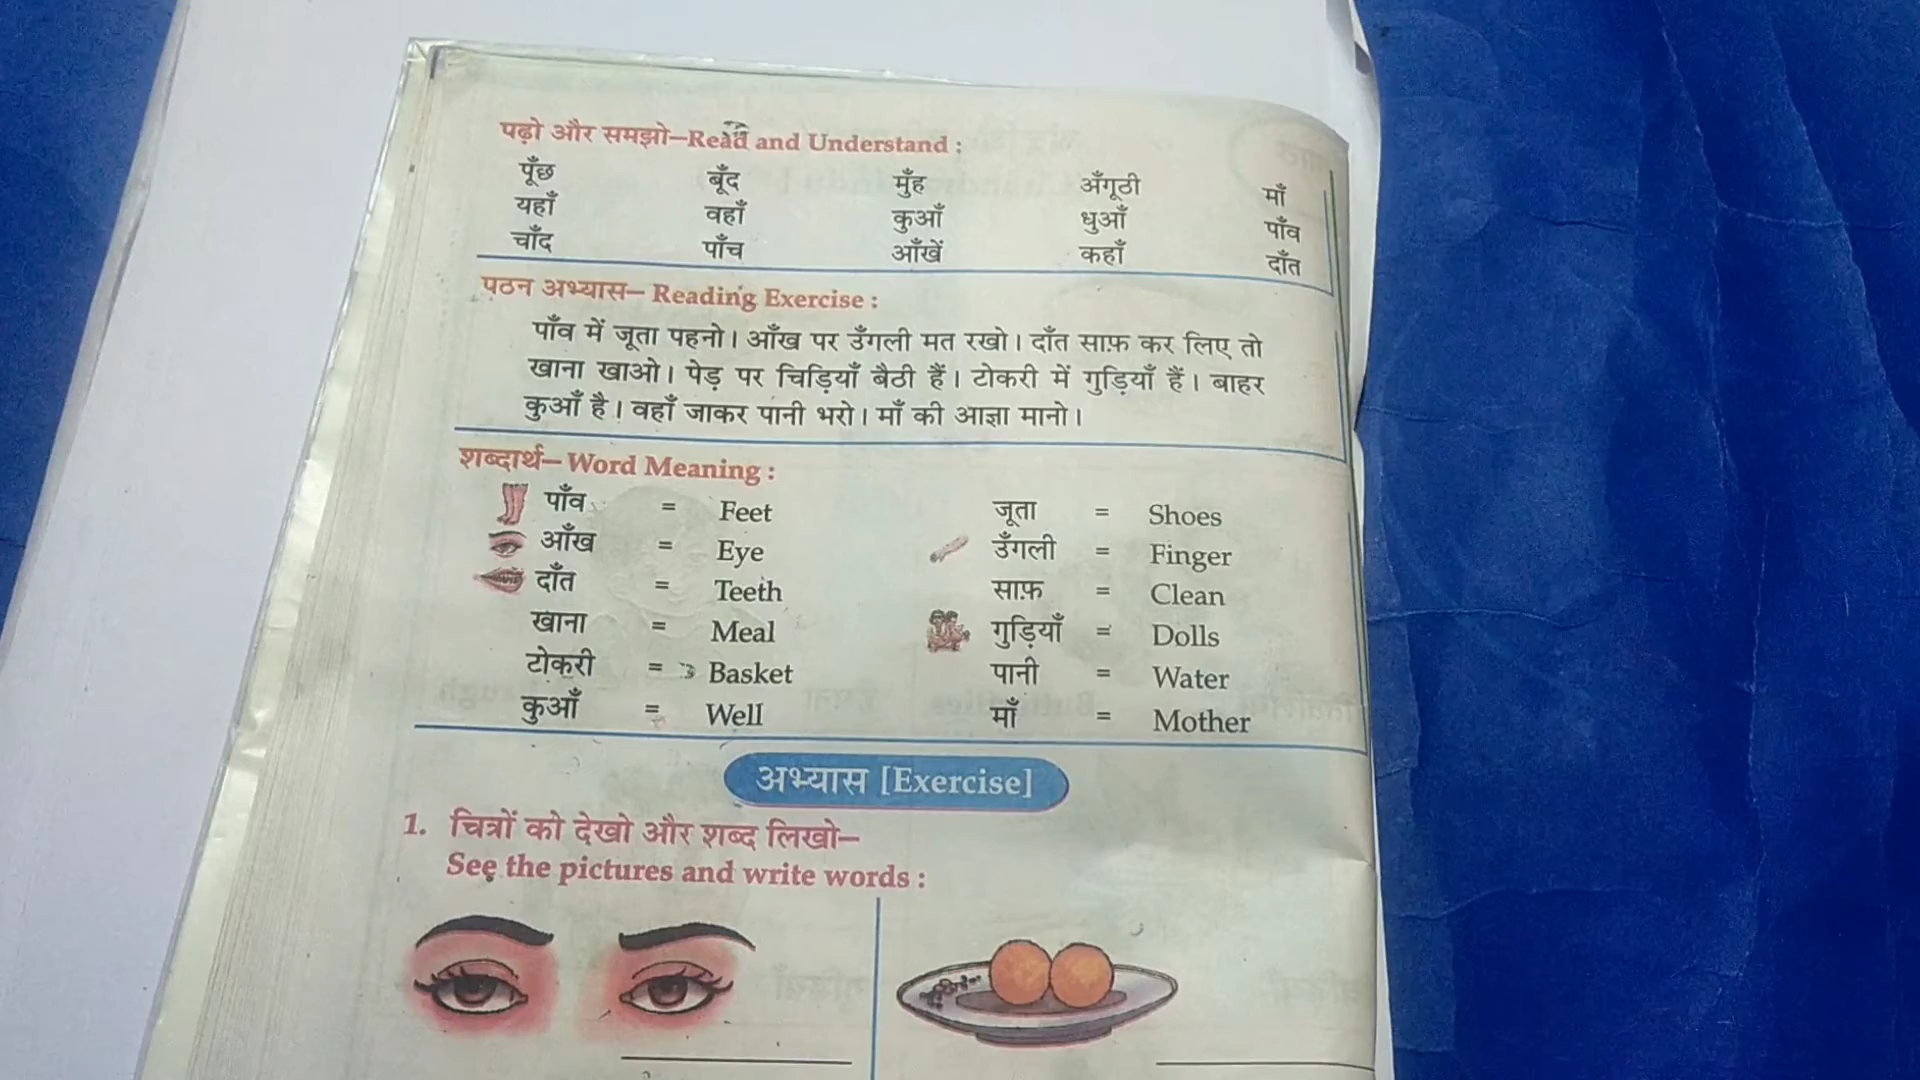 पढ़ो और समझो–Read and Understand :
पूँछ बूँद मुँह अँगूठी माँ
यहाँ वहाँ कुआँ धुआँ पाँव
चाँद पाँच आँखें कहाँ दाँत
पठन अभ्यास– Reading Exercise :
पाँव में जूता पहनो। आँख पर उँगली मत रखो। दाँत साफ़ कर लिए तो
खाना खाओ। पेड़ पर चिड़ियाँ बैठी हैं। टोकरी में गुड़ियाँ हैं। बाहर
कुआँ है। वहाँ जाकर पानी भरो। माँ की आज्ञा मानो।
शब्दार्थ– Word Meaning :
पाँव = Feet जूता = Shoes
आँख = Eye उँगली = Finger
दाँत = Teeth साफ़ = Clean
खाना = Meal गुड़ियाँ = Dolls
टोकरी = Basket पानी = Water
कुआँ = Well माँ = Mother
अभ्यास [Exercise]
1. चित्रों को देखो और शब्द लिखो–
See the pictures and write words :